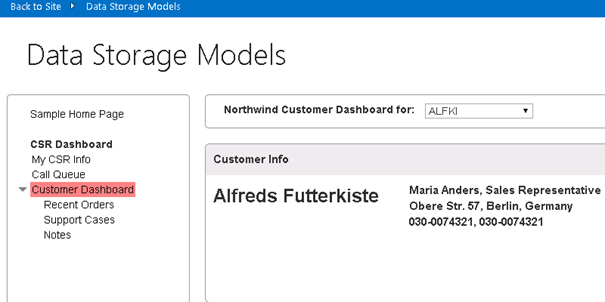 Back to Site Data Storage Models
Data Storage Models
Sample Home Page
CSR Dashboard
My CSR Info
Call Queue
Customer Dashboard
Recent Orders
Support Cases
Notes
Northwind Customer Dashboard for: ALFKI
Customer Info
Alfreds Futterkiste
Maria Anders, Sales Representative
Obere Str. 57, Berlin, Germany
030-0074321, 030-0074321